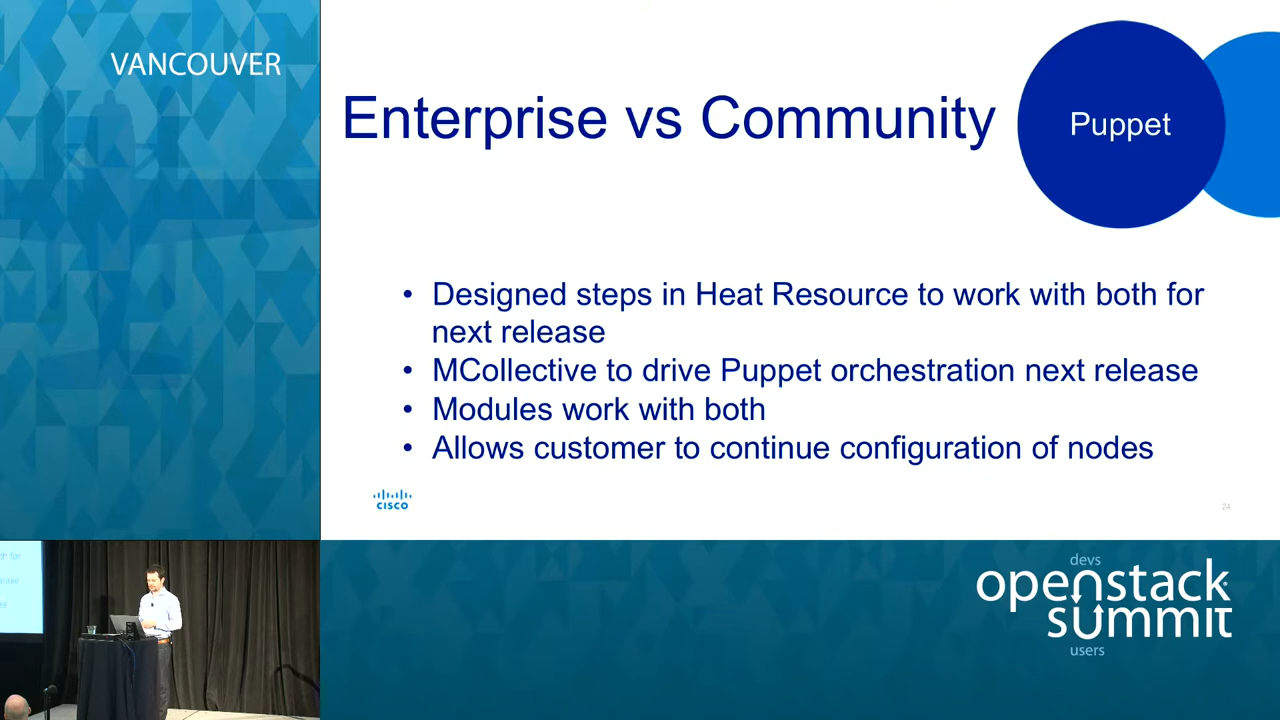 VANCOUVER
Enterprise vs Community
Puppet
• Designed steps in Heat Resource to work with both for
next release
• MCollective to drive Puppet orchestration next release
• Modules work with both
• Allows customer to continue configuration of nodes
CISCO
24
devs
openstack
summit
users